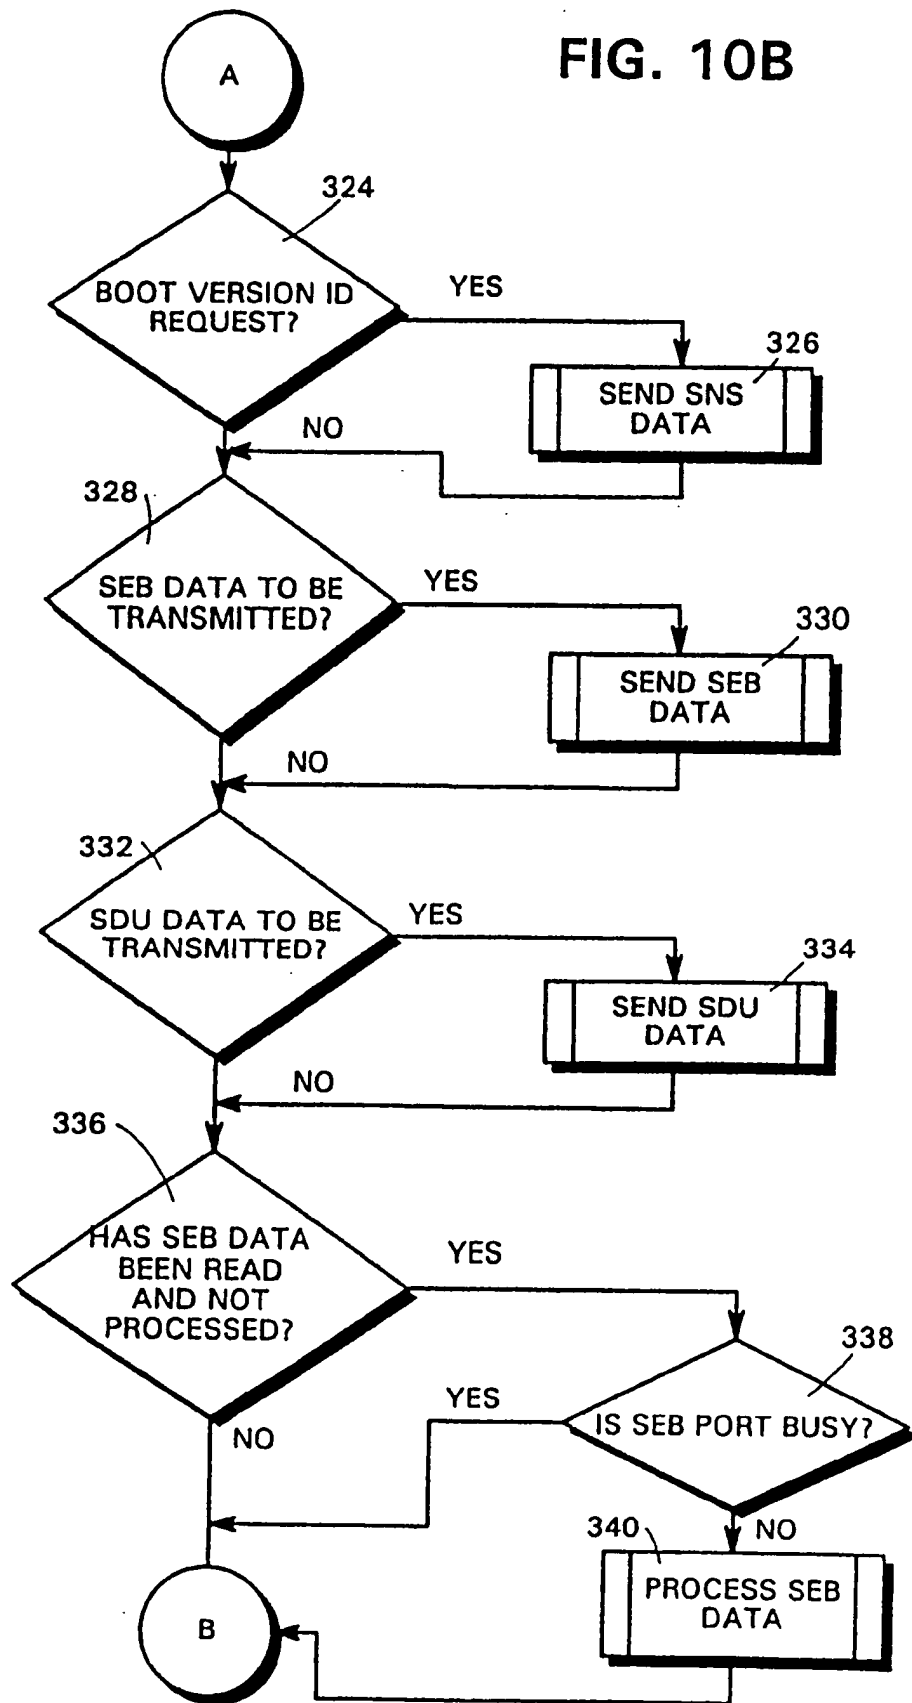 FIG. 10B
A
324
BOOT VERSION ID
REQUEST?
YES
326
SEND SNS
DATA
NO
328
SEB DATA TO BE
TRANSMITTED?
YES
330
SEND SEB
DATA
NO
332
SDU DATA TO BE
TRANSMITTED?
YES
334
SEND SDU
DATA
NO
336
HAS SEB DATA
BEEN READ
AND NOT
PROCESSED?
YES
338
IS SEB PORT BUSY?
YES
NO
NO
340
PROCESS SEB
DATA
B